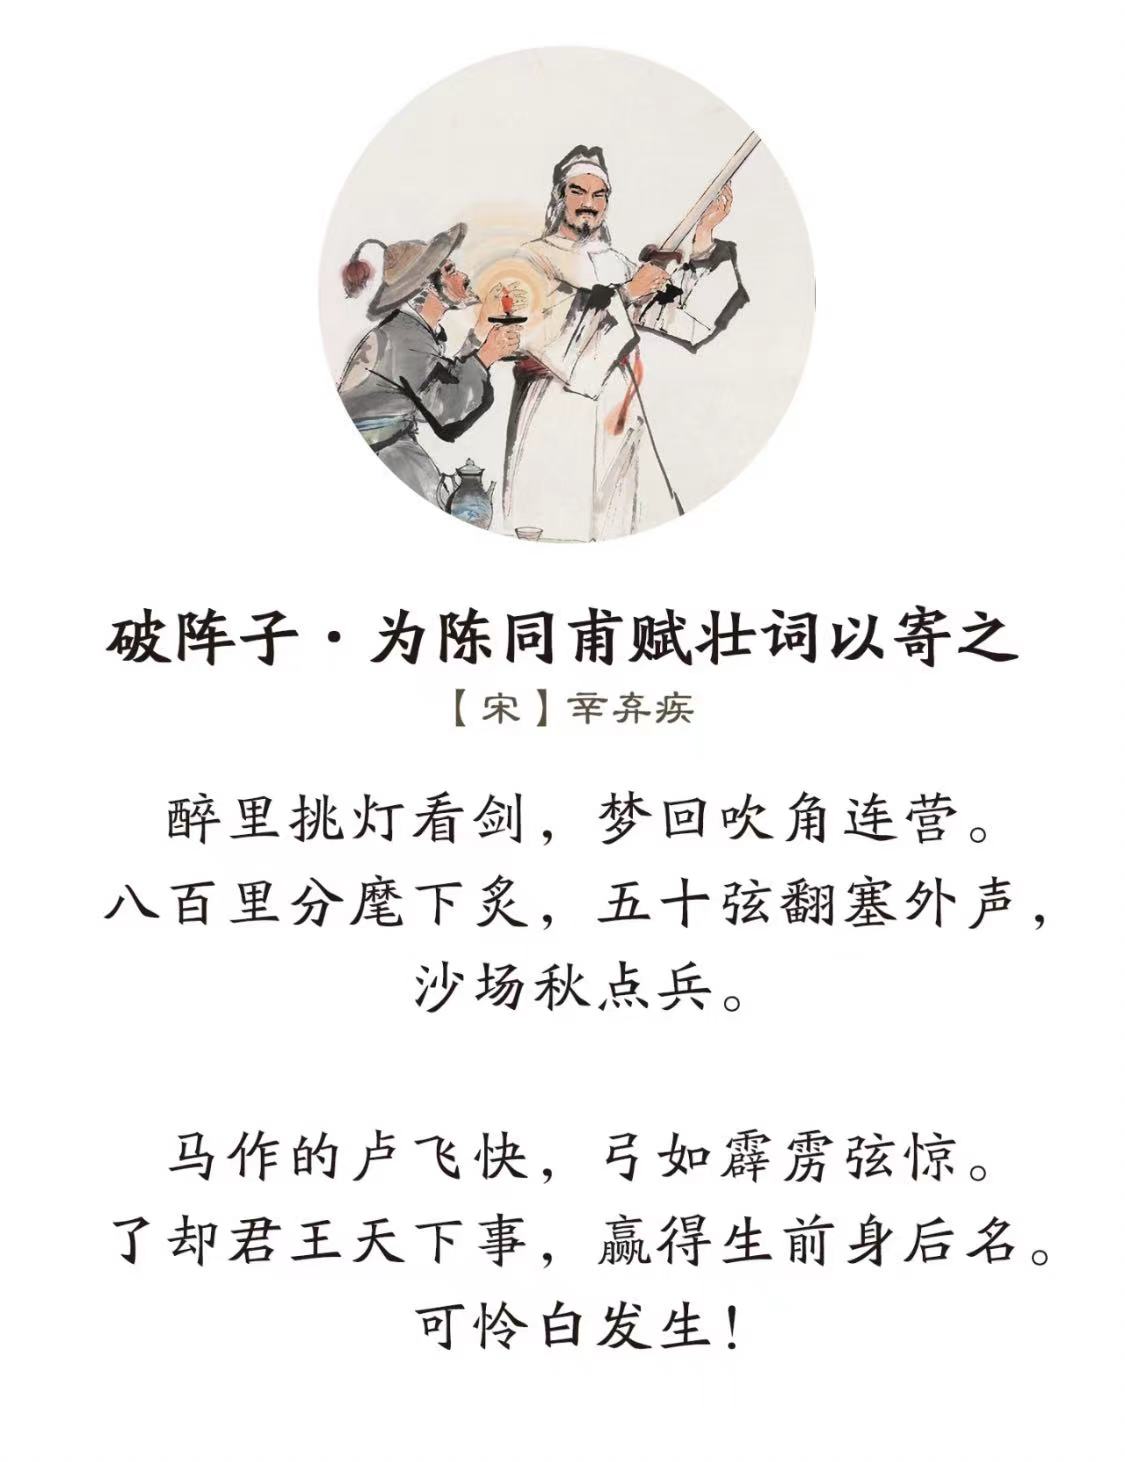 破阵子·为陈同甫赋壮词以寄之
【宋】辛弃疾
醉里挑灯看剑，梦回吹角连营。
八百里分麾下炙，五十弦翻塞外声，
沙场秋点兵。
马作的卢飞快，弓如霹雳弦惊。
了却君王天下事，赢得生前身后名。
可怜白发生！